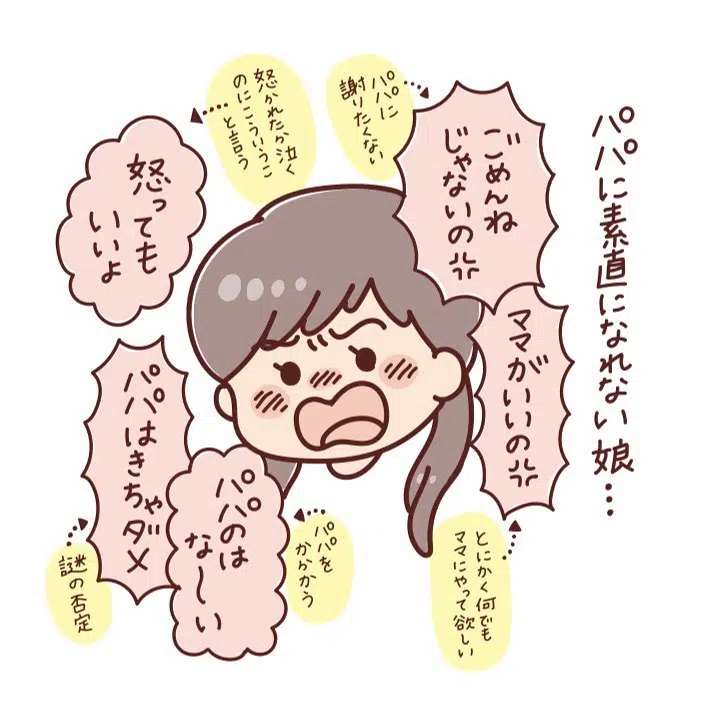 パパに素直になれない娘…
ごめんね
じゃないの💢
パパに
謝りたくない
怒られたら泣く
のにこういうこ
と言う
怒っても
いいよ
ママがいいの💢
とにかく何でも
ママにやって欲しい
パパはきちゃダメ
謎の否定
パパのは
な〜い
パパを
からかう